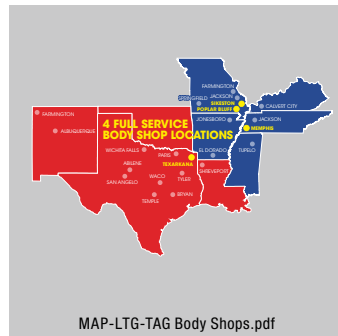 FARMINGTON
SPRINGFIELD
JACKSON
SIKESTON
POPLAR BLUFF
CALVERT CITY
FARMINGTON
JONESBORO
JACKSON
4 FULL SERVICE
BODY SHOP LOCATIONS
MEMPHIS
ALBUQUERQUE
WICHITA FALLS
PARIS
EL DORADO
TUPELO
TEXARKANA
ABILENE
SHREVEPORT
SAN ANGELO
WACO
TYLER
TEMPLE
BRYAN
MAP-LTG-TAG Body Shops.pdf